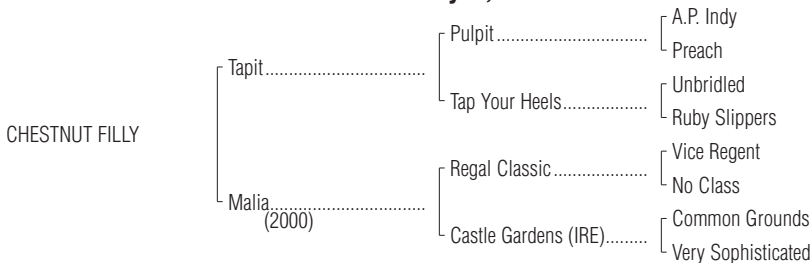 A.P. Indy
Pulpit
Preach
Tapit
Unbridled
Tap Your Heels
Ruby Slippers
CHESTNUT FILLY
Vice Regent
Regal Classic
No Class
Malia
(2000)
Common Grounds
Castle Gardens (IRE)
Very Sophisticated